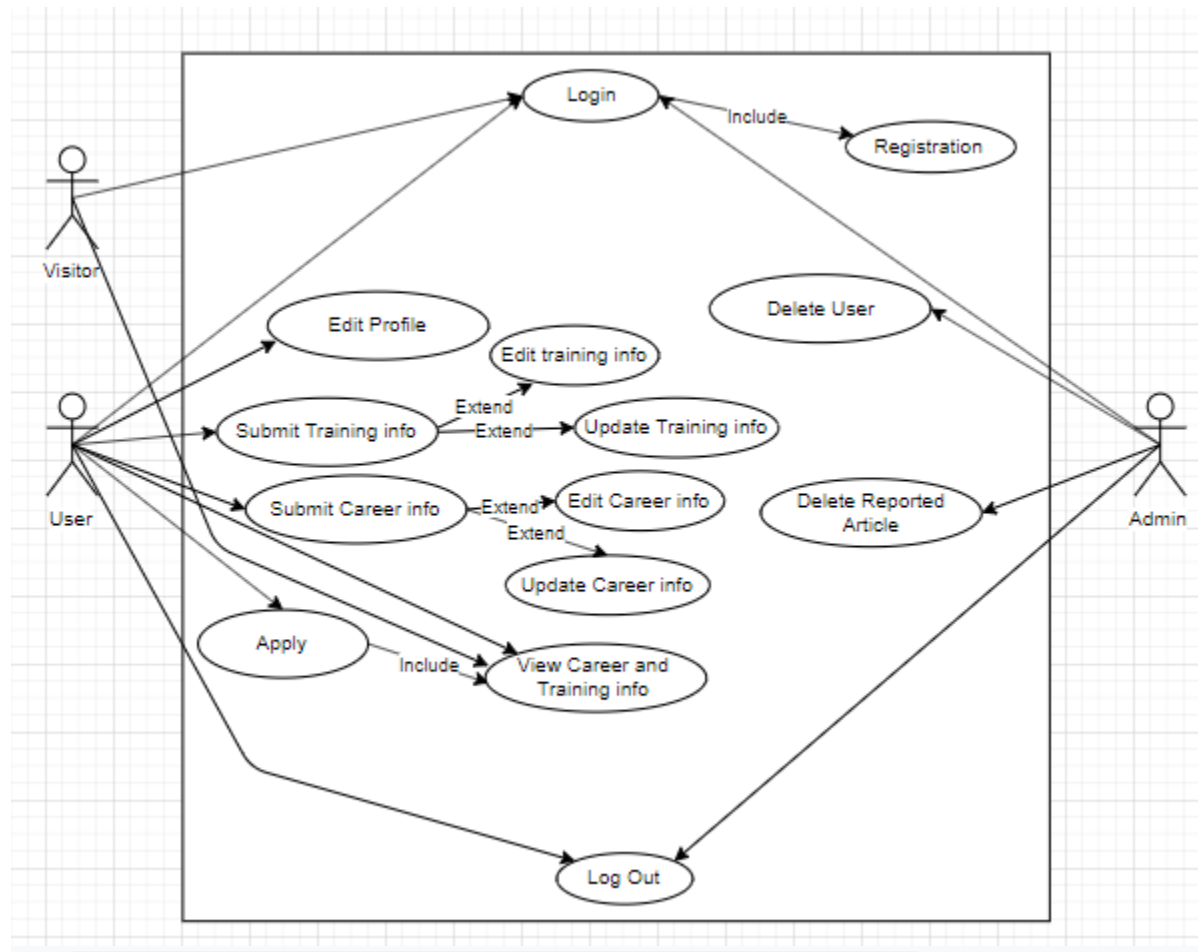 Login
Include
Registration
Visitor
Delete User
Edit Profile
Edit training info
Extend
Submit Training info
Extend
Update Training info
User
Submit Career info
Extend
Edit Career info
Extend
Delete Reported
Article
Admin
Update Career info
Apply
Include
View Career and
Training info
Log Out